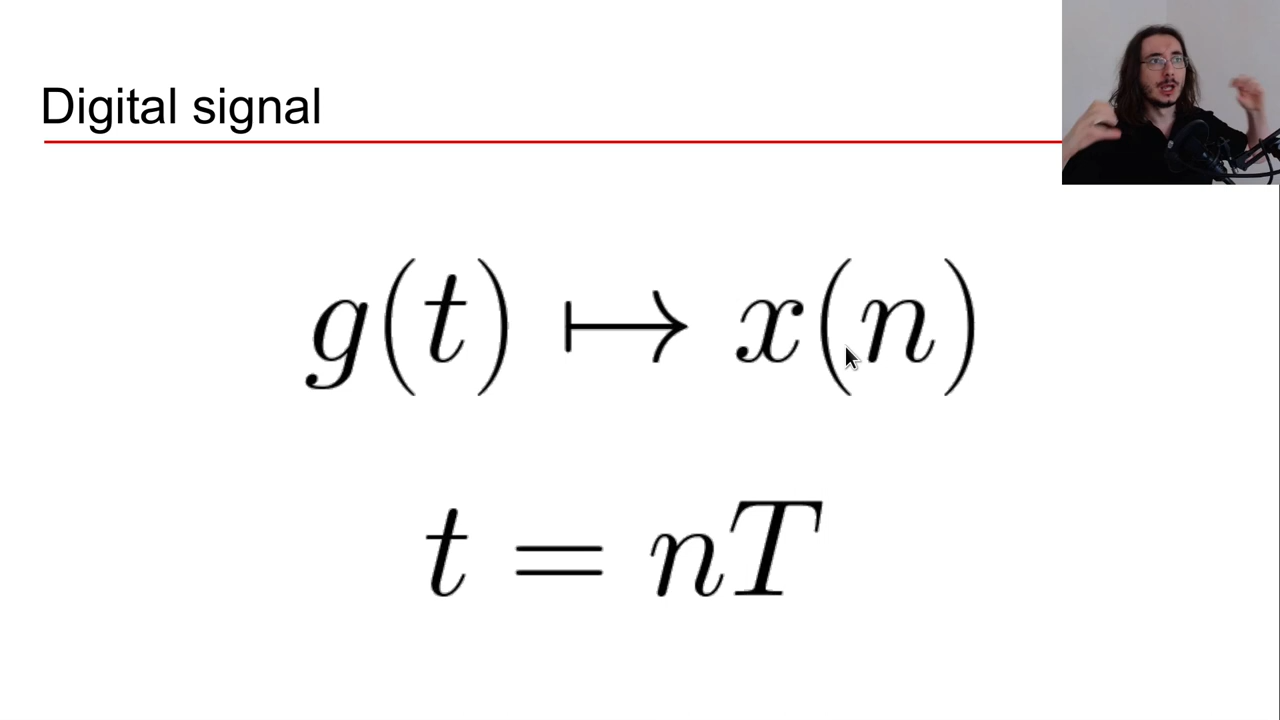 Digital signal
g(t) ↦ x(n)
t = nT